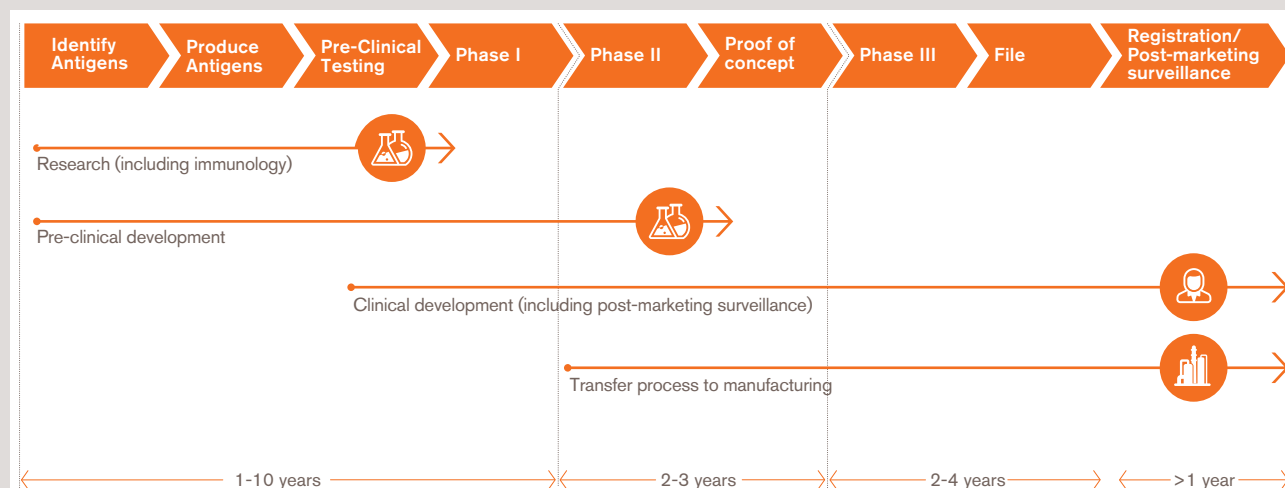 Identify
Antigens
Produce
Antigens
Pre-Clinical
Testing
Phase I
Phase II
Proof of
concept
Phase III
File
Registration/
Post-marketing
surveillance
Research (including immunology)
Pre-clinical development
Clinical development (including post-marketing surveillance)
Transfer process to manufacturing
1-10 years
2-3 years
2-4 years
>1 year